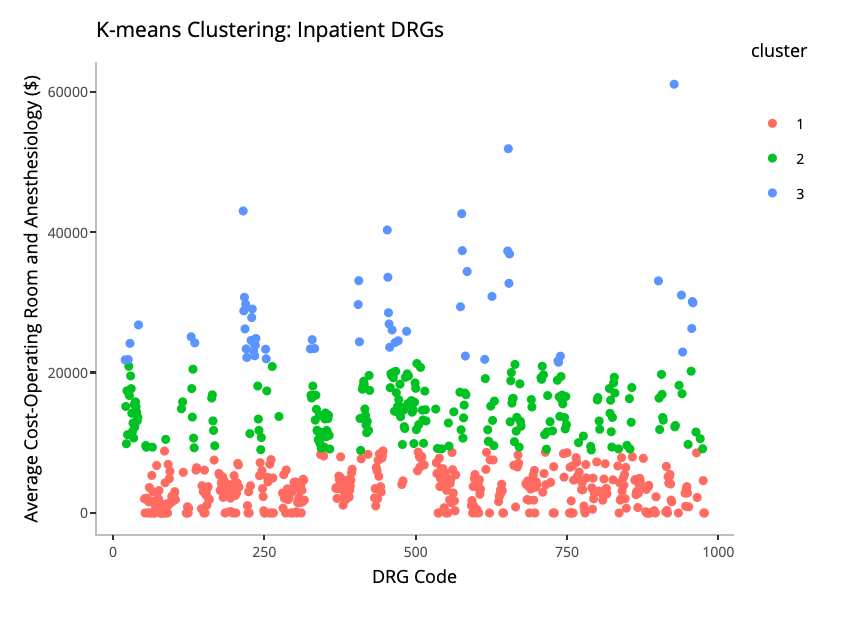 K-means Clustering: Inpatient DRGs
cluster
1
2
3
Average Cost-Operating Room and Anesthesiology ($)
60000
40000
20000
0
0 250 500 750 1000
DRG Code